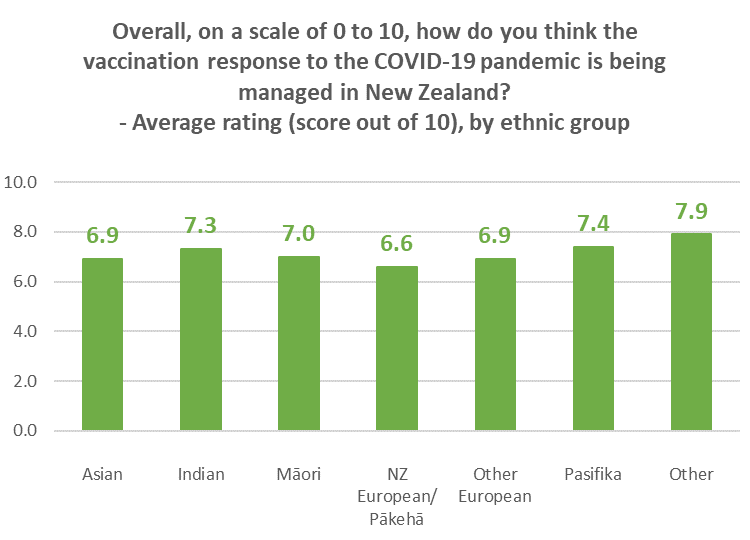 Overall, on a scale of 0 to 10, how do you think the
vaccination response to the COVID-19 pandemic is being
managed in New Zealand?
- Average rating (score out of 10), by ethnic group
10.0
8.0
6.0
4.0
2.0
0.0
6.9
7.3
7.0
6.6
6.9
7.4
7.9
Asian
Indian
Māori
NZ
European/
Pākehā
Other
European
Pasifika
Other